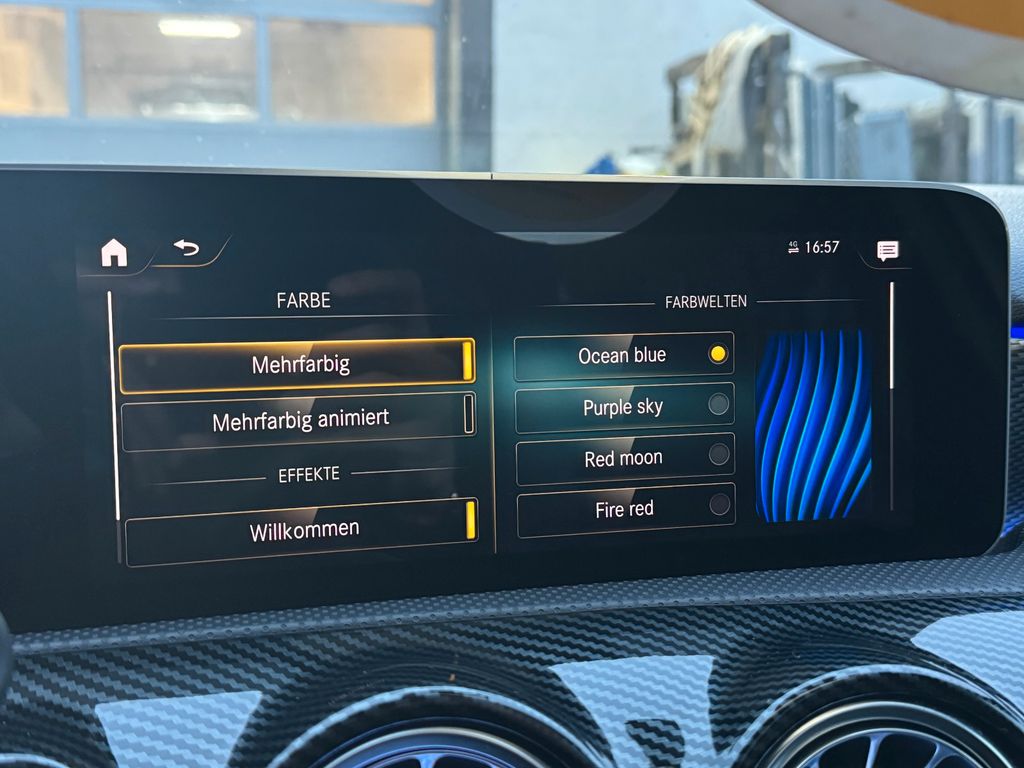 4G 16:57
FARBE
Mehrfarbig
Mehrfarbig animiert
EFFEKTE
Willkommen
FARBWELTEN
Ocean blue
Purple sky
Red moon
Fire red